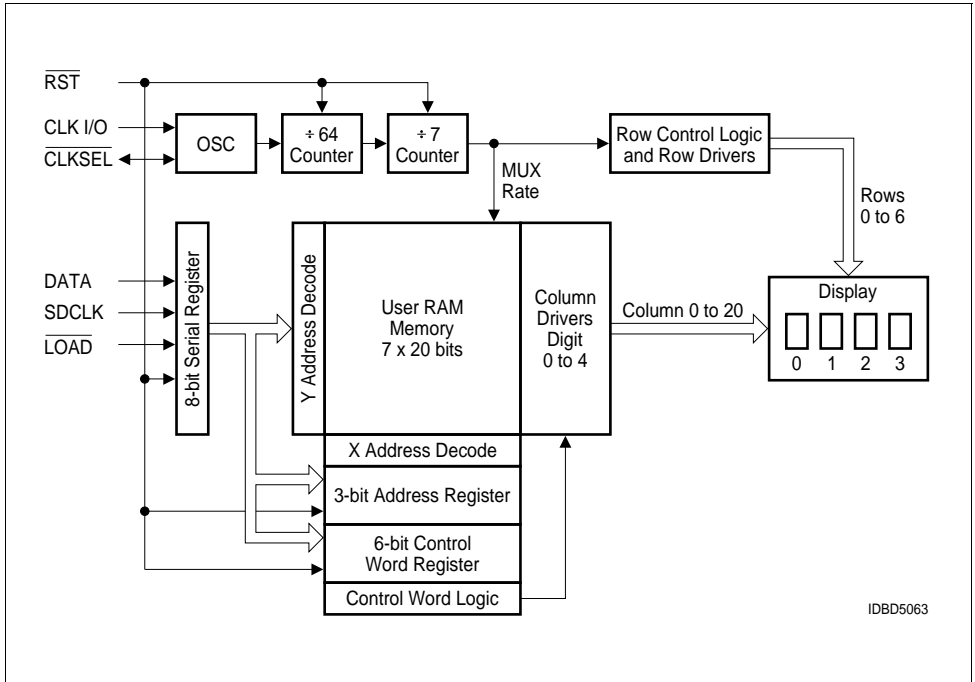 RST
CLK I/O
CLKSEL
OSC
÷ 64
Counter
÷ 7
Counter
MUX
Rate
Row Control Logic
and Row Drivers
Rows
0 to 6
DATA
SDCLK
LOAD
8-bit Serial Register
Y Address Decode
User RAM
Memory
7 x 20 bits
Column
Drivers
Digit
0 to 4
Column 0 to 20
Display
0 1 2 3
X Address Decode
3-bit Address Register
6-bit Control
Word Register
Control Word Logic
IDBD5063